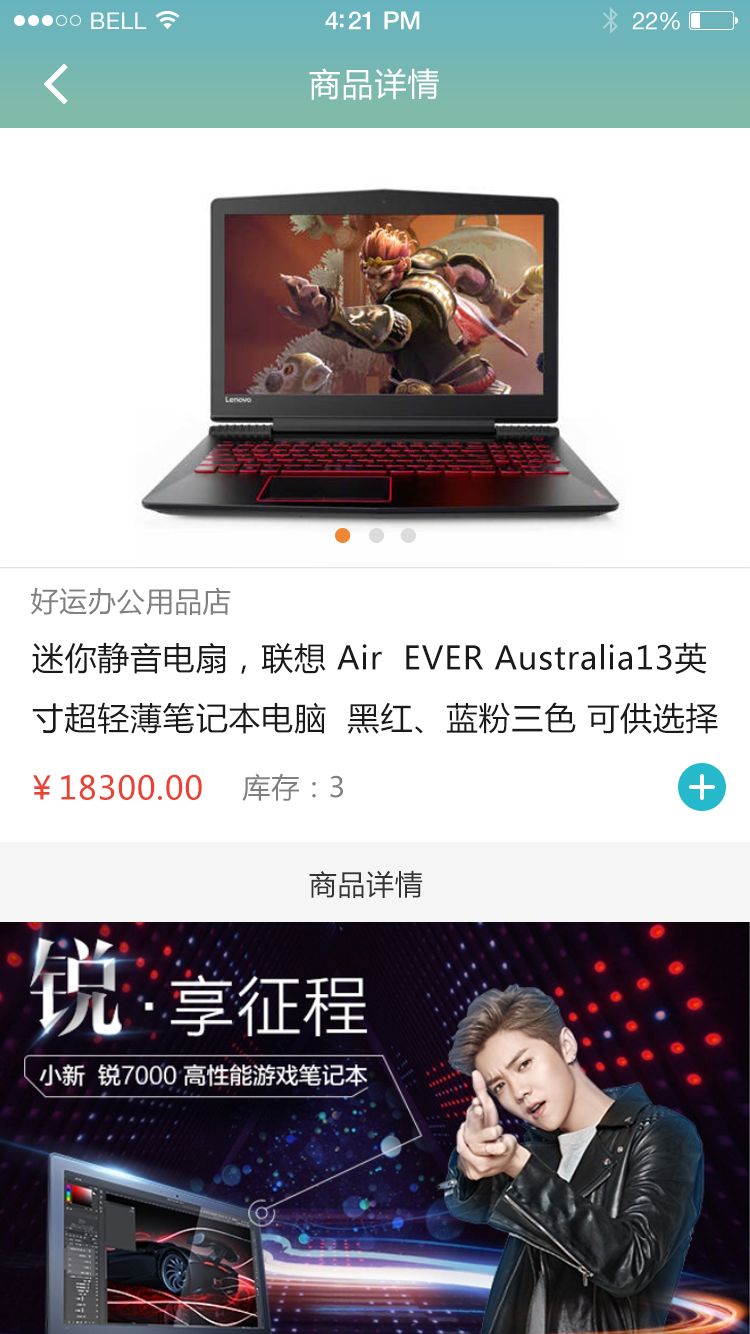 BELL
4:21 PM
22%
商品详情
Lenovo
好运办公用品店
迷你静音电扇，联想 Air  EVER Australia13英
寸超轻薄笔记本电脑  黑红、蓝粉三色 可供选择
¥ 18300.00
库存：3
商品详情
锐·享征程
小新  锐7000 高性能游戏笔记本